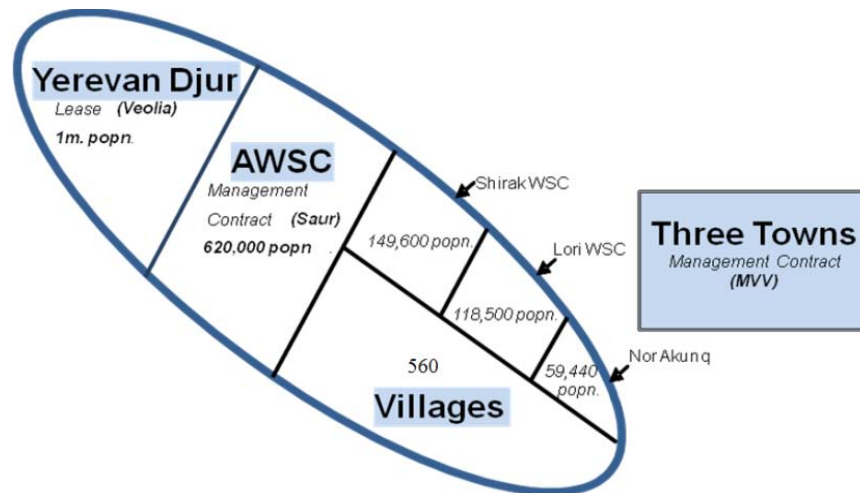 Yerevan Djur
Lease (Veolia)
1m. popn.
AWSC
Management
Contract (Saur)
620,000 popn .
Shirak WSC
149,600 popn.
Lori WSC
118,500 popn.
Nor Akunq
59,440
popn.
560
Villages
Three Towns
Management Contract
(MVV)